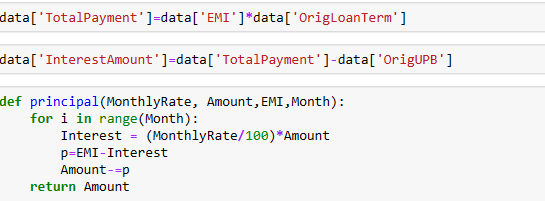 data['TotalPayment']=data['EMI']*data['OrigLoanTerm']
data['InterestAmount']=data['TotalPayment']-data['OrigUPB']
def principal(MonthlyRate, Amount,EMI,Month):
    for i in range(Month):
        Interest = (MonthlyRate/100)*Amount
        p=EMI-Interest
        Amount-=p
    return Amount